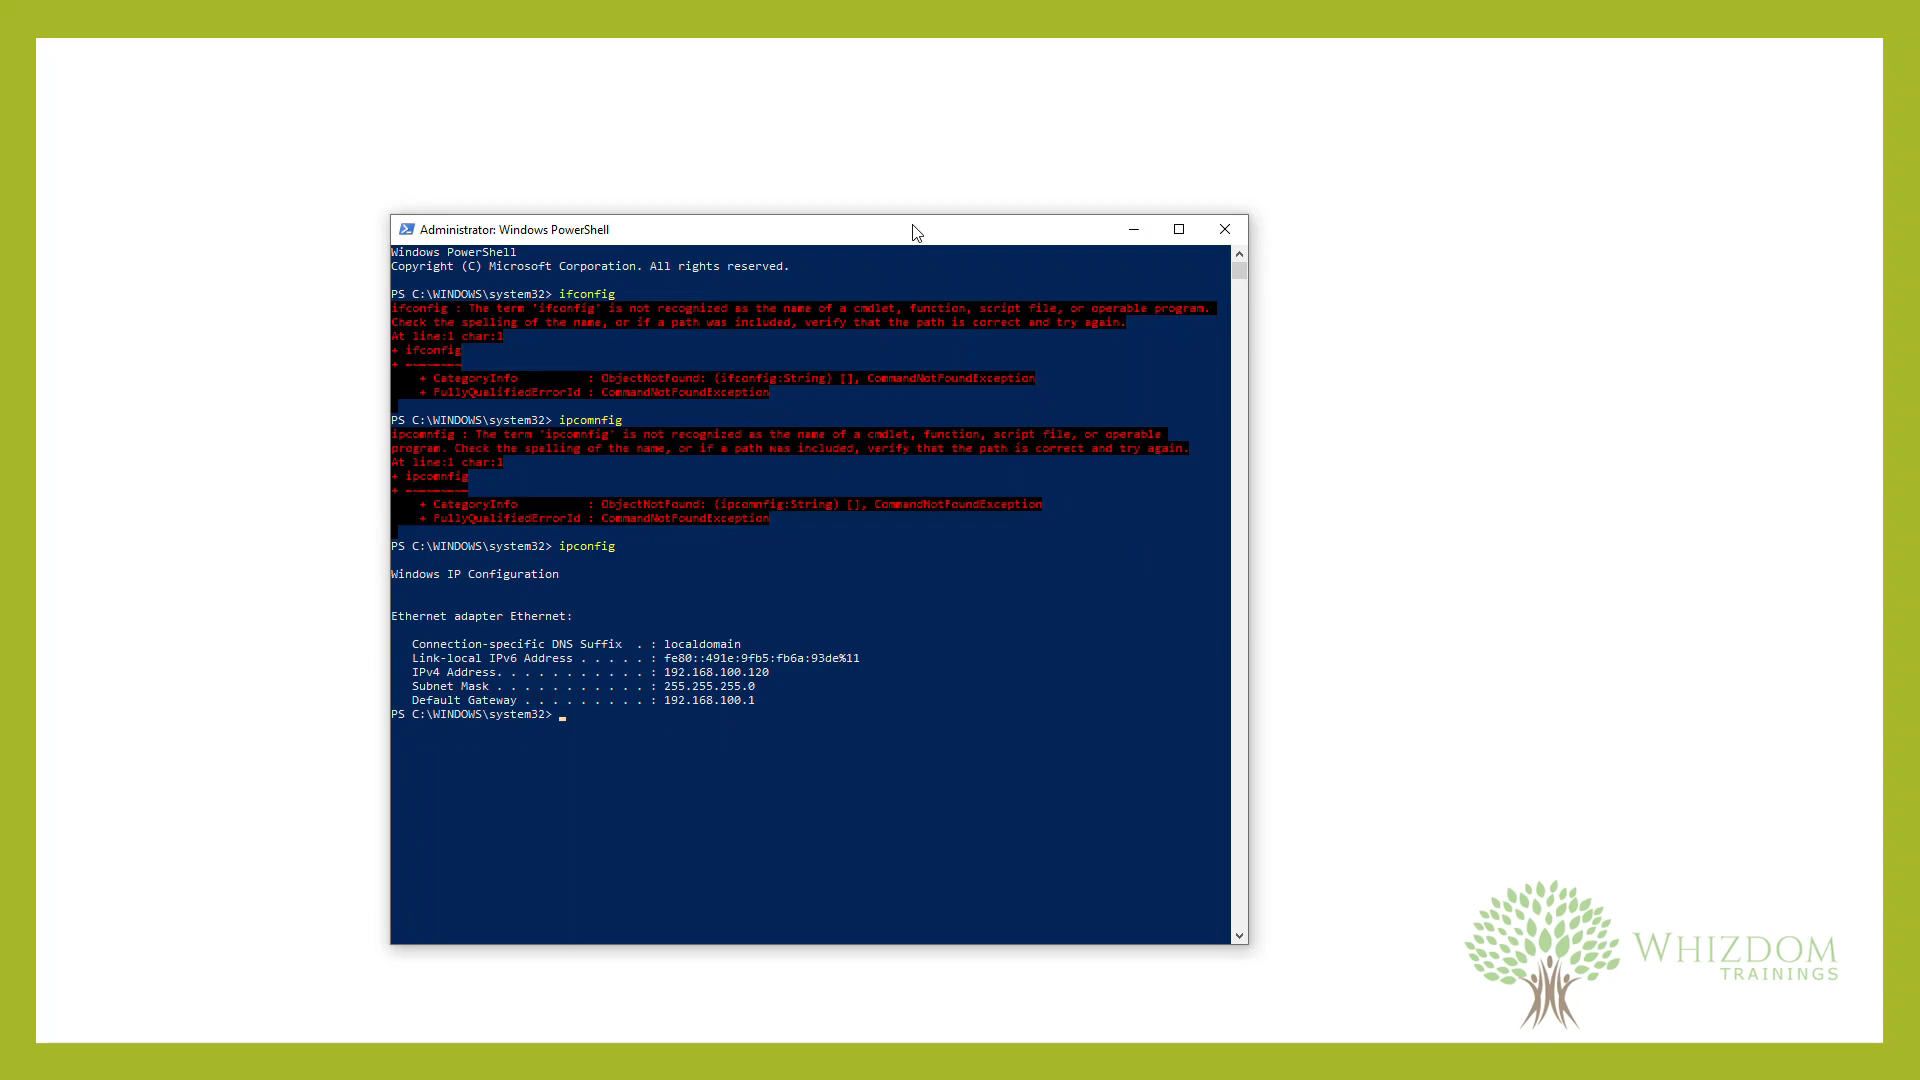 Administrator: Windows PowerShell
Windows PowerShell
Copyright (C) Microsoft Corporation. All rights reserved.
PS C:\WINDOWS\system32> ifconfig
ifconfig : The term 'ifconfig' is not recognized as the name of a cmdlet, function, script file, or operable program.
Check the spelling of the name, or if a path was included, verify that the path is correct and try again.
At line:1 char:1
+ ifconfig
+ ~~~~~~~~
    + CategoryInfo          : ObjectNotFound: (ifconfig:String) [], CommandNotFoundException
    + FullyQualifiedErrorId : CommandNotFoundException
PS C:\WINDOWS\system32> ipcomnfig
ipcomnfig : The term 'ipcomnfig' is not recognized as the name of a cmdlet, function, script file, or operable
program. Check the spelling of the name, or if a path was included, verify that the path is correct and try again.
At line:1 char:1
+ ipcomnfig
+ ~~~~~~~~~
    + CategoryInfo          : ObjectNotFound: (ipcomnfig:String) [], CommandNotFoundException
    + FullyQualifiedErrorId : CommandNotFoundException
PS C:\WINDOWS\system32> ipconfig
Windows IP Configuration
Ethernet adapter Ethernet:
   Connection-specific DNS Suffix  . : localdomain
   Link-local IPv6 Address . . . . . : fe80::491e:9fb5:fb6a:93de%11
   IPv4 Address. . . . . . . . . . . : 192.168.100.120
   Subnet Mask . . . . . . . . . . . : 255.255.255.0
   Default Gateway . . . . . . . . . : 192.168.100.1
PS C:\WINDOWS\system32>
WHIZDOM
TRAININGS